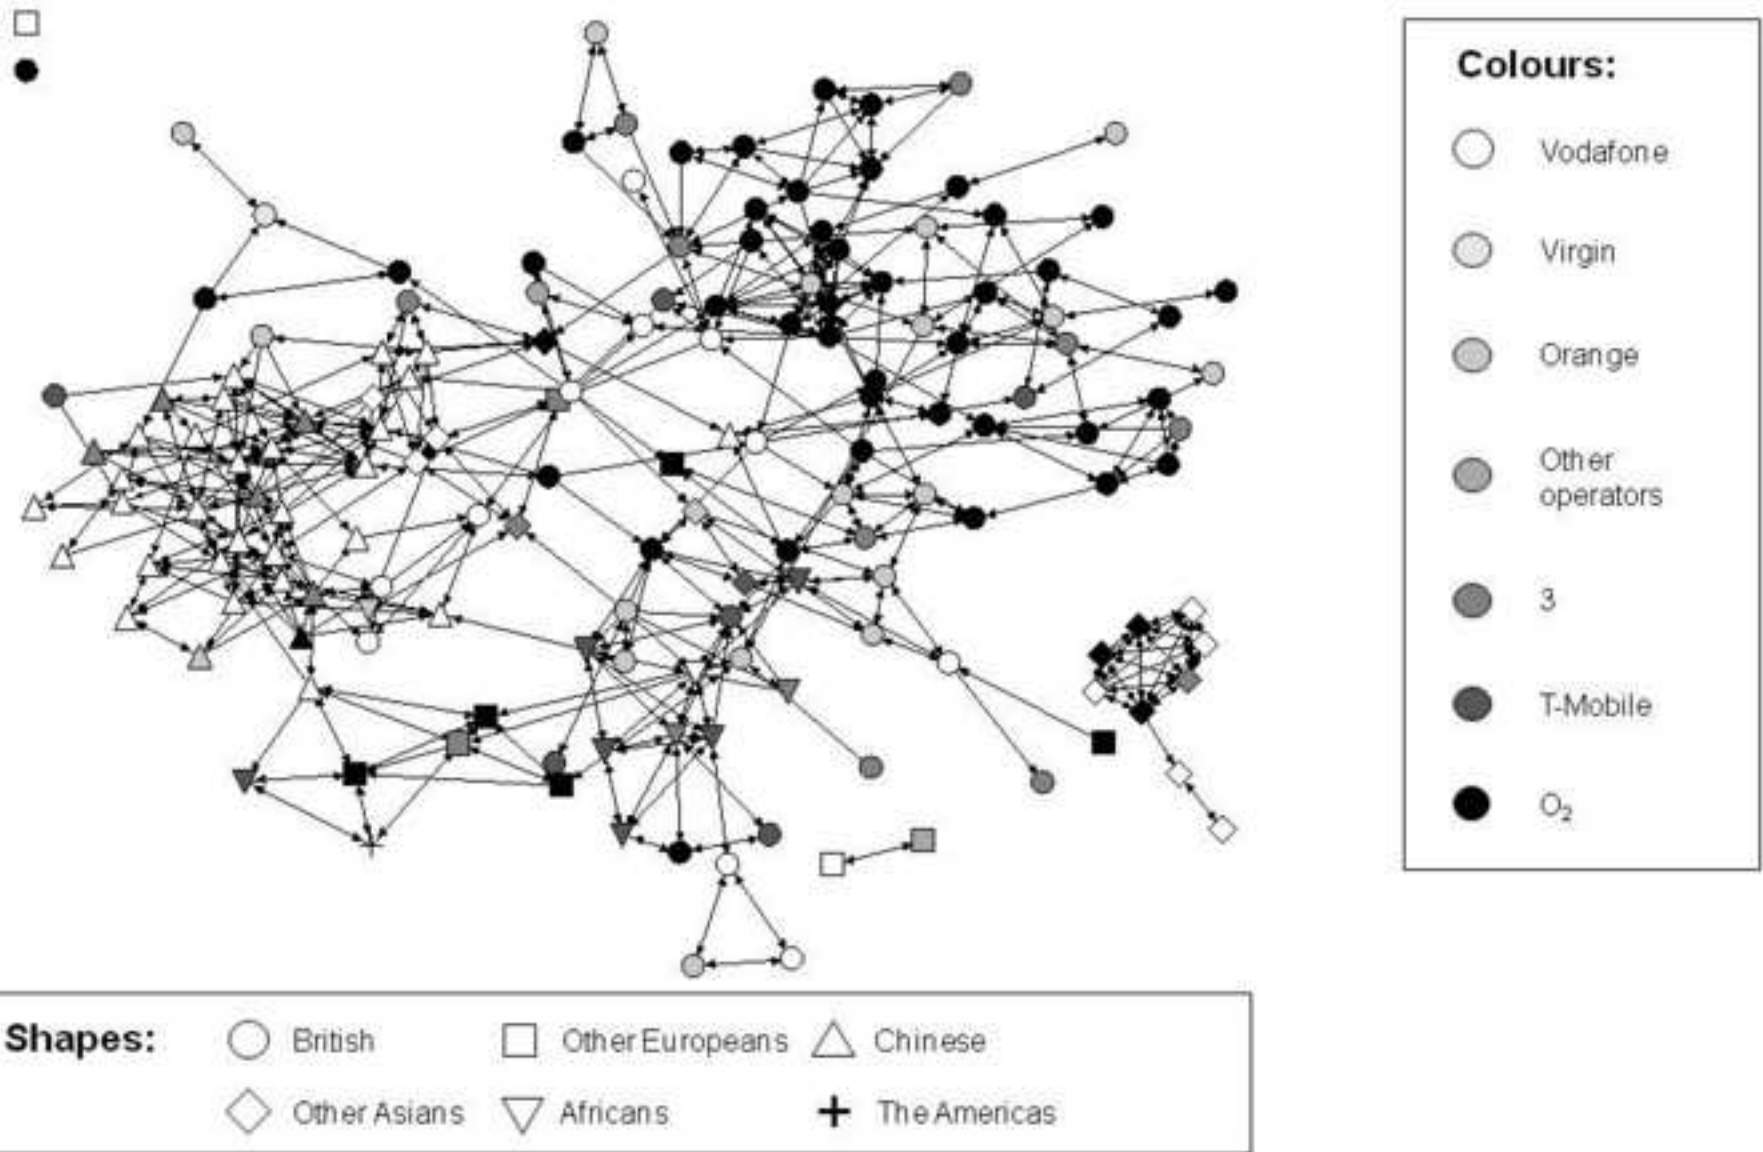 Colours:
Vodafone
Virgin
Orange
Other
operators
3
T-Mobile
O₂
Shapes:
British
Other Europeans
Chinese
Other Asians
Africans
The Americas